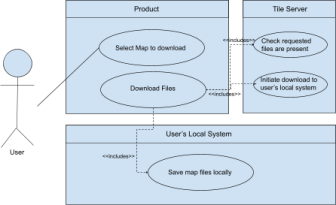 Product
Tile Server
Select Map to download
<<includes>>
Check requested
files are present
Download Files
<<includes>>
Initiate download to
user's local system
User
User's Local System
<<includes>>
Save map files locally